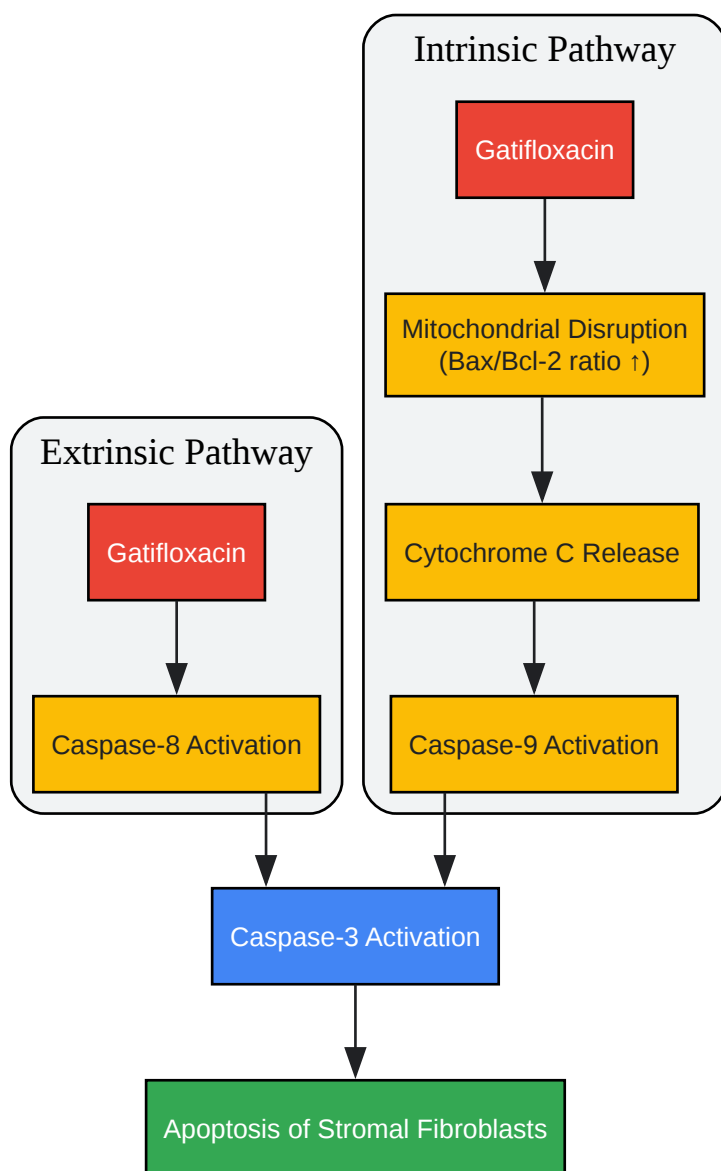 Intrinsic Pathway
Gatifloxacin
Mitochondrial Disruption
(Bax/Bcl-2 ratio ↑)
Cytochrome C Release
Caspase-9 Activation
Extrinsic Pathway
Gatifloxacin
Caspase-8 Activation
Caspase-3 Activation
Apoptosis of Stromal Fibroblasts